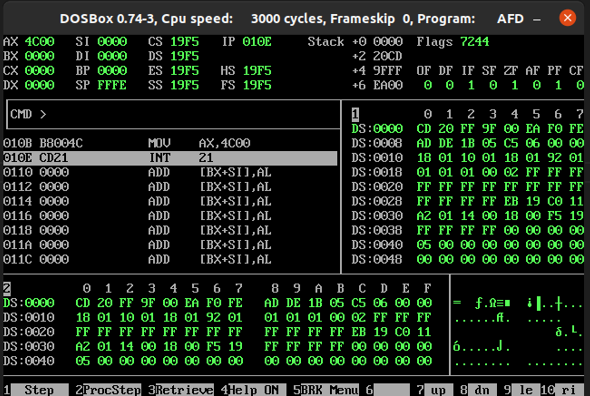 DOSBox 0.74-3, Cpu speed: 3000 cycles, Frameskip 0, Program: AFD
AX 4C00 SI 0000 CS 19F5 IP 010E Stack +0 0000 Flags 7244
BX 0000 DI 0000 DS 19F5 +2 20CD
CX 0000 BP 0000 ES 19F5 HS 19F5 +4 9FFF OF DF IF SF ZF AF PF CF
DX 0000 SP FFFE SS 19F5 FS 19F5 +6 EA00 0 0 1 0 1 0 1 0
CMD >
010B B8004C MOV AX,4C00
010E CD21 INT 21
0110 0000 ADD [BX+SI],AL
0112 0000 ADD [BX+SI],AL
0114 0000 ADD [BX+SI],AL
0116 0000 ADD [BX+SI],AL
0118 0000 ADD [BX+SI],AL
011A 0000 ADD [BX+SI],AL
011C 0000 ADD [BX+SI],AL
1 0 1 2 3 4 5 6 7
DS:0000 CD 20 FF 9F 00 EA F0 FE
DS:0008 AD DE 1B 05 C5 06 00 00
DS:0010 18 01 10 01 18 01 92 01
DS:0018 01 01 01 00 02 FF FF FF
DS:0020 FF FF FF FF FF FF FF FF
DS:0028 FF FF FF FF EB 19 C0 11
DS:0030 A2 01 14 00 18 00 F5 19
DS:0038 FF FF FF FF 00 00 00 00
DS:0040 05 00 00 00 00 00 00 00
DS:0048 00 00 00 00 00 00 00 00
2 0 1 2 3 4 5 6 7 8 9 A B C D E F
DS:0000 CD 20 FF 9F 00 EA F0 FE AD DE 1B 05 C5 06 00 00
DS:0010 18 01 10 01 18 01 92 01 01 01 01 00 02 FF FF FF
DS:0020 FF FF FF FF FF FF FF FF FF FF FF FF EB 19 C0 11
DS:0030 A2 01 14 00 18 00 F5 19 FF FF FF FF 00 00 00 00
DS:0040 05 00 00 00 00 00 00 00 00 00 00 00 00 00 00 00
1 Step 2 ProcStep 3 Retrieve 4 Help ON 5 BRK Menu 6 7 up 8 dn 9 le 10 ri